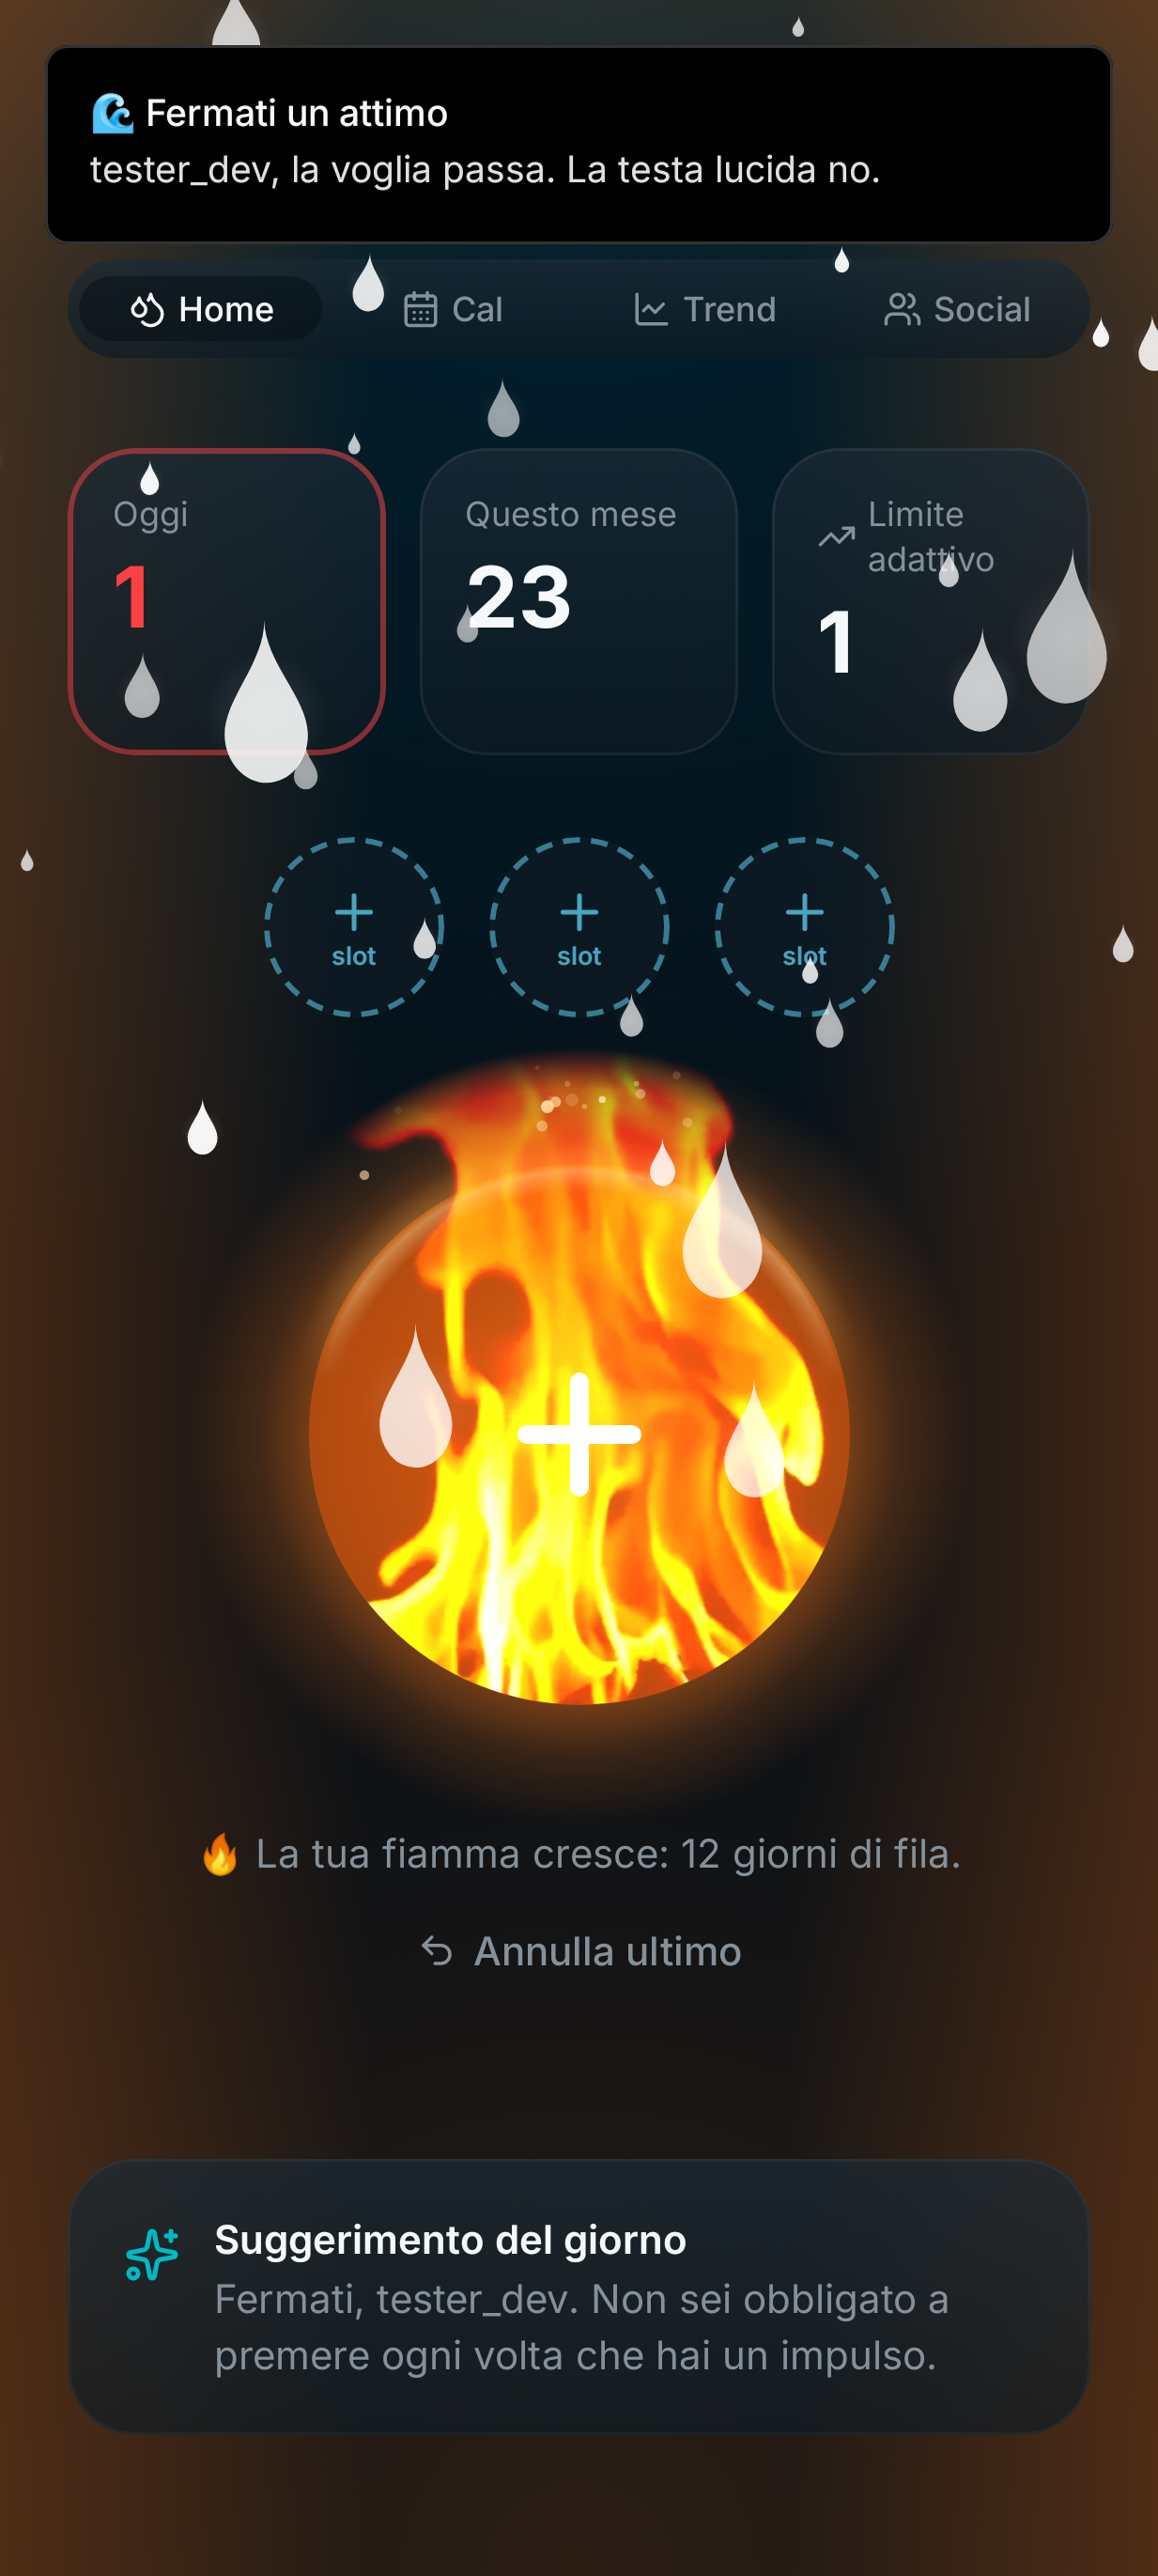 🌊 Fermati un attimo
tester_dev, la voglia passa. La testa lucida no.
Home Cal Trend Social
Oggi
1
Questo mese
23
Limite
adattivo
1
slot slot slot
🔥 La tua fiamma cresce: 12 giorni di fila.
Annulla ultimo
Suggerimento del giorno
Fermati, tester_dev. Non sei obbligato a
premere ogni volta che hai un impulso.